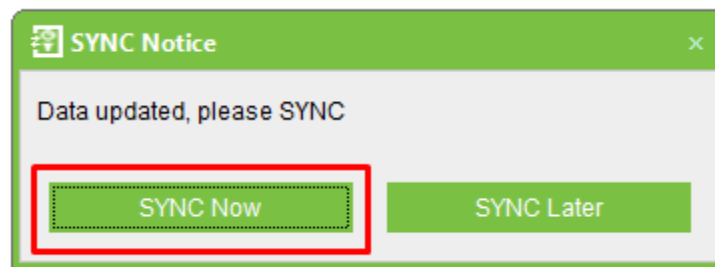 SYNC Notice
Data updated, please SYNC
SYNC Now
SYNC Later